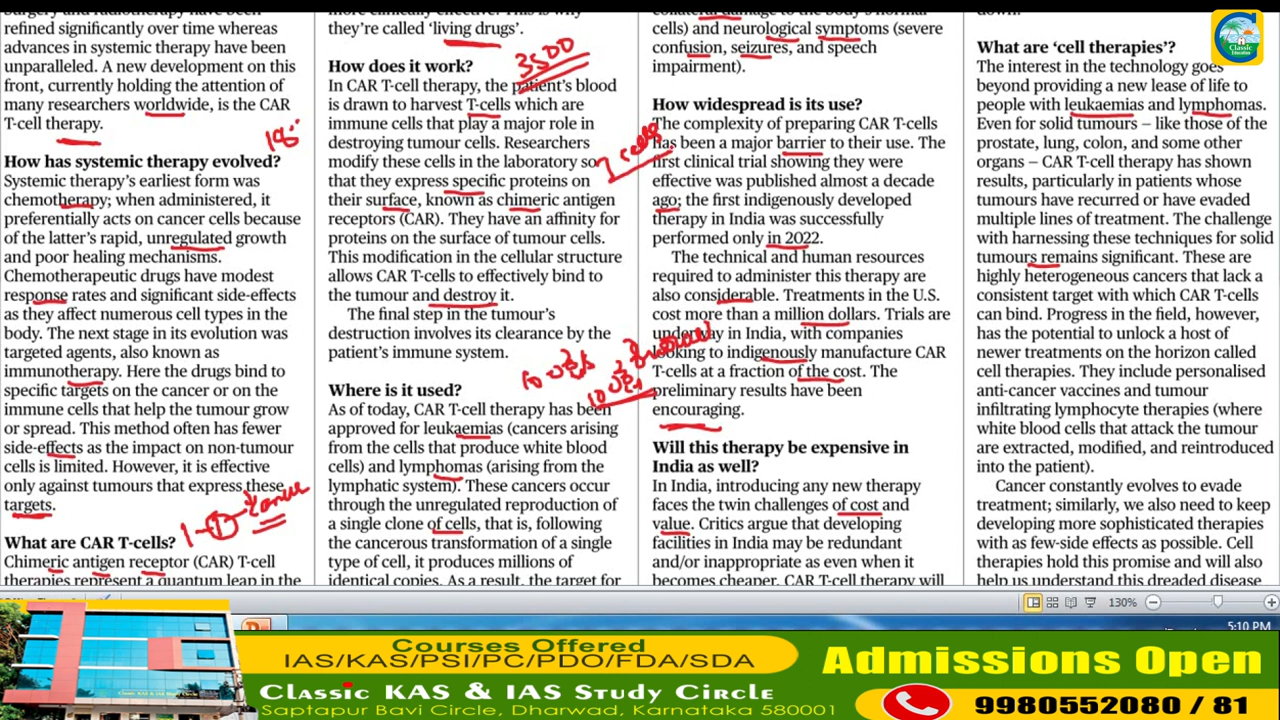 surgery and radiotherapy have been
refined significantly over time whereas
advances in systemic therapy have been
unparalleled. A new development on this
front, currently holding the attention of
many researchers worldwide, is the CAR
T-cell therapy.
How has systemic therapy evolved?
Systemic therapy's earliest form was
chemotherapy; when administered, it
preferentially acts on cancer cells because
of the latter's rapid, unregulated growth
and poor healing mechanisms.
Chemotherapeutic drugs have modest
response rates and significant side-effects
as they affect numerous cell types in the
body. The next stage in its evolution was
targeted agents, also known as
immunotherapy. Here the drugs bind to
specific targets on the cancer or on the
immune cells that help the tumour grow
or spread. This method often has fewer
side-effects as the impact on non-tumour
cells is limited. However, it is effective
only against tumours that express these
targets.
What are CAR T-cells?
Chimeric antigen receptor (CAR) T-cell
therapies represent a quantum leap in the
more clinically effective. This is why
they're called 'living drugs'.
3500
How does it work?
In CAR T-cell therapy, the patient's blood
is drawn to harvest T-cells which are
immune cells that play a major role in
destroying tumour cells. Researchers
modify these cells in the laboratory so
that they express specific proteins on
their surface, known as chimeric antigen
receptors (CAR). They have an affinity for
proteins on the surface of tumour cells.
This modification in the cellular structure
allows CAR T-cells to effectively bind to
the tumour and destroy it.
The final step in the tumour's
destruction involves its clearance by the
patient's immune system.
Where is it used?
As of today, CAR T-cell therapy has been
approved for leukaemias (cancers arising
from the cells that produce white blood
cells) and lymphomas (arising from the
lymphatic system). These cancers occur
through the unregulated reproduction of
a single clone of cells, that is, following
the cancerous transformation of a single
type of cell, it produces millions of
identical copies. As a result, the target for
collateral damage to the body's normal
cells) and neurological symptoms (severe
confusion, seizures, and speech
impairment).
How widespread is its use?
The complexity of preparing CAR T-cells
has been a major barrier to their use. The
first clinical trial showing they were
effective was published almost a decade
ago; the first indigenously developed
therapy in India was successfully
performed only in 2022.
The technical and human resources
required to administer this therapy are
also considerable. Treatments in the U.S.
cost more than a million dollars. Trials are
underway in India, with companies
looking to indigenously manufacture CAR
T-cells at a fraction of the cost. The
preliminary results have been
encouraging.
Will this therapy be expensive in
India as well?
In India, introducing any new therapy
faces the twin challenges of cost and
value. Critics argue that developing
facilities in India may be redundant
and/or inappropriate as even when it
becomes cheaper, CAR T-cell therapy will
down.
What are 'cell therapies'?
The interest in the technology goes
beyond providing a new lease of life to
people with leukaemias and lymphomas.
Even for solid tumours – like those of the
prostate, lung, colon, and some other
organs – CAR T-cell therapy has shown
results, particularly in patients whose
tumours have recurred or have evaded
multiple lines of treatment. The challenge
with harnessing these techniques for solid
tumours remains significant. These are
highly heterogeneous cancers that lack a
consistent target with which CAR T-cells
can bind. Progress in the field, however,
has the potential to unlock a host of
newer treatments on the horizon called
cell therapies. They include personalised
anti-cancer vaccines and tumour
infiltrating lymphocyte therapies (where
white blood cells that attack the tumour
are extracted, modified, and reintroduced
into the patient).
Cancer constantly evolves to evade
treatment; similarly, we also need to keep
developing more sophisticated therapies
with as few-side effects as possible. Cell
therapies hold this promise and will also
help us understand this dreaded disease
Classic
Education
130%
5:10 PM
Courses Offered
IAS/KAS/PSI/PC/PDO/FDA/SDA
Classic KAS & IAS Study Circle
Saptapur Bavi Circle, Dharwad, Karnataka 580001
Admissions Open
9980552080 / 81